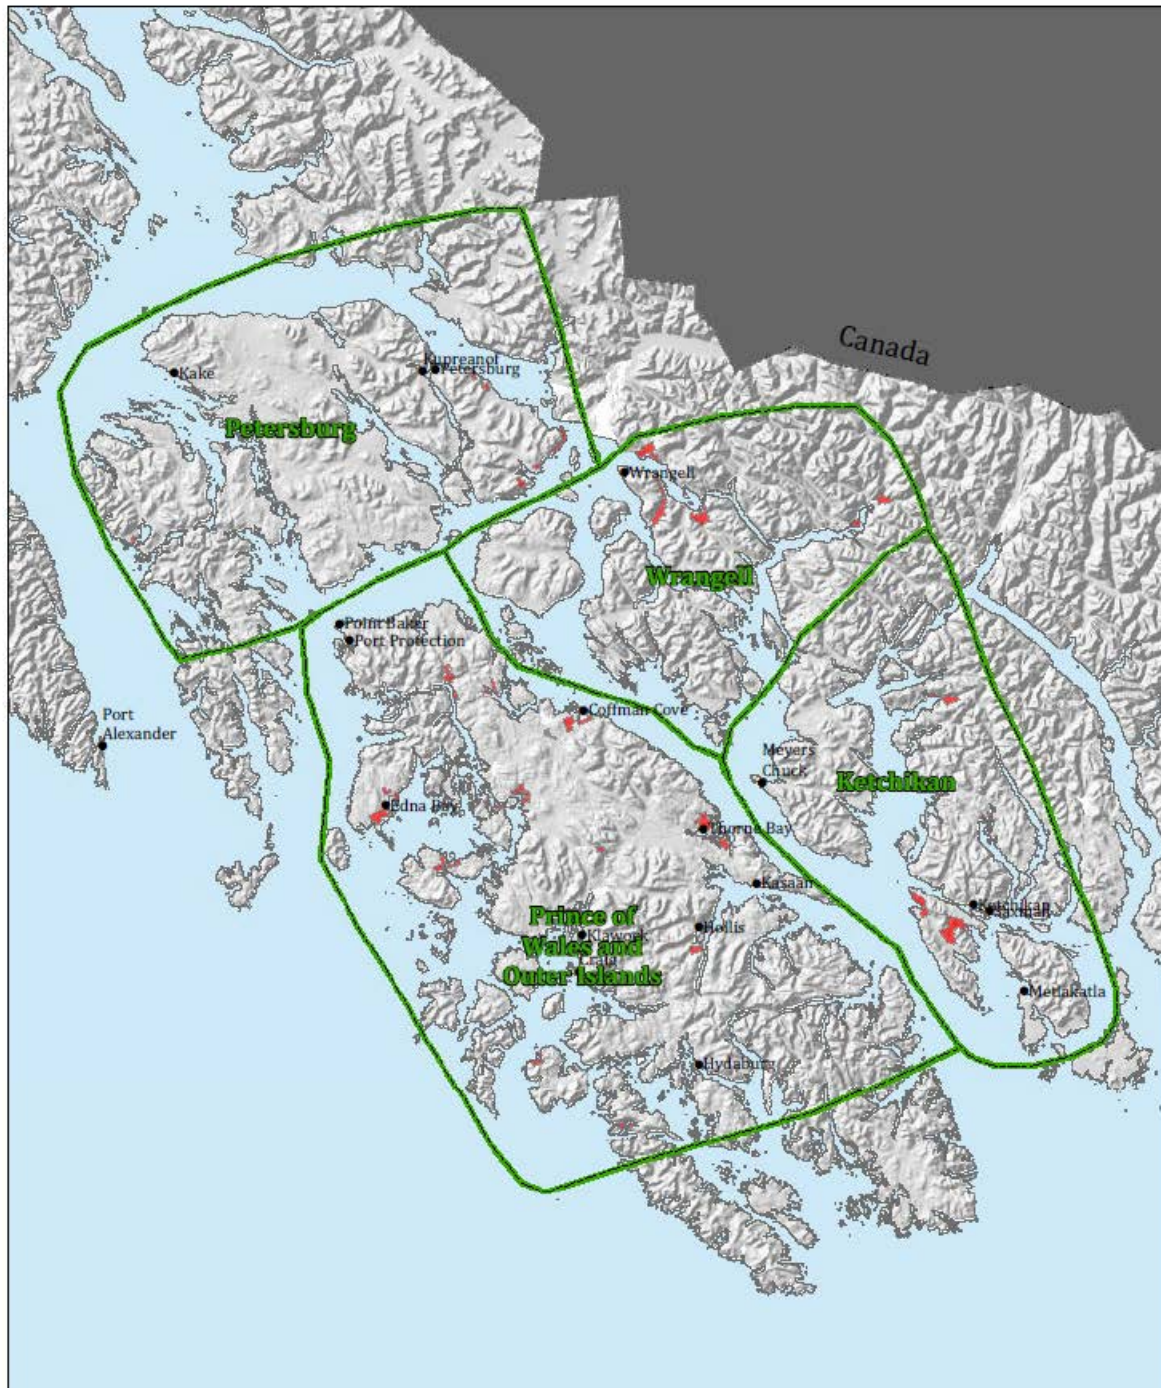 Canada
Kupreanof
Petersburg
Kake
Petersburg
Wrangell
Wrangell
Point Baker
Port Protection
Port
Alexander
Coffman Cove
Meyers
Chuck
Ketchikan
Edna Bay
Thorne Bay
Kasaan
Ketchikan
Saxman
Prince of
Wales and
Outer Islands
Klawock
Craig
Hollis
Metlakatla
Hydaburg